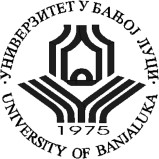 УНИВЕРЗИТЕТ У БАЊОЈ ЛУЦИ
1975
UNIVERSITY OF BANJALUKA